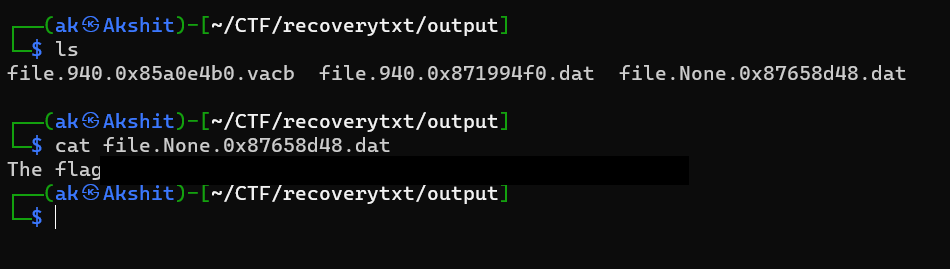 ┌──(ak㉿Akshit)-[~/CTF/recoverytxt/output]
└─$ ls
file.940.0x85a0e4b0.vacb  file.940.0x871994f0.dat  file.None.0x87658d48.dat
┌──(ak㉿Akshit)-[~/CTF/recoverytxt/output]
└─$ cat file.None.0x87658d48.dat
The flag
┌──(ak㉿Akshit)-[~/CTF/recoverytxt/output]
└─$